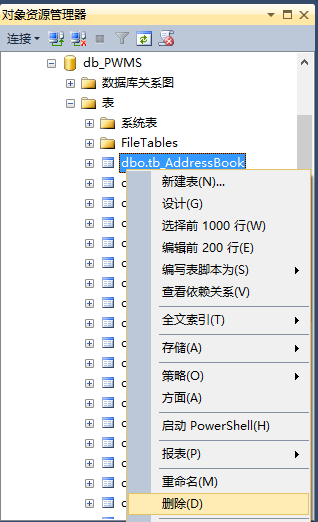 对象资源管理器
连接
db_PWMS
数据库关系图
表
系统表
FileTables
dbo.tb_AddressBook
新建表(N)...
设计(G)
选择前 1000 行(W)
编辑前 200 行(E)
编写表脚本为(S)
查看依赖关系(V)
全文索引(T)
存储(A)
策略(O)
方面(A)
启动 PowerShell(H)
报表(P)
重命名(M)
删除(D)